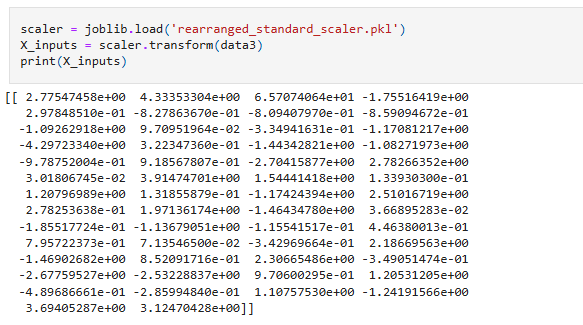 scaler = joblib.load('rearranged_standard_scaler.pkl')
X_inputs = scaler.transform(data3)
print(X_inputs)
[[ 2.77547458e+00 4.33353304e+00 6.57074064e+01 -1.75516419e+00
2.97848510e-01 -8.27863670e-01 -8.09407970e-01 -8.59094672e-01
-1.09262918e+00 9.70951964e-02 -3.34941631e-01 -1.17081217e+00
-4.29723340e+00 3.22347360e-01 -1.44342821e+00 -1.08271973e+00
-9.78752004e-01 9.18567807e-01 -2.70415877e+00 2.78266352e+00
3.01806745e-02 3.91474701e+00 1.54441418e+00 1.33930300e-01
1.20796989e+00 1.31855879e-01 -1.17424394e+00 2.51016719e+00
2.78253638e-01 1.97136174e+00 -1.46434780e+00 3.66895283e-02
-1.85517724e-01 -1.13679051e+00 -1.15541517e-01 4.46380013e-01
7.95722373e-01 7.13546500e-02 -3.42969664e-01 2.18669563e+00
-1.46902682e+00 8.52091716e-01 2.30665486e+00 -3.49051474e-01
-2.67759527e+00 -2.53228837e+00 9.70600295e-01 1.20531205e+00
-4.89686661e-01 -2.85994840e-01 1.10757530e+00 -1.24191566e+00
3.69405287e+00 3.12470428e+00]]